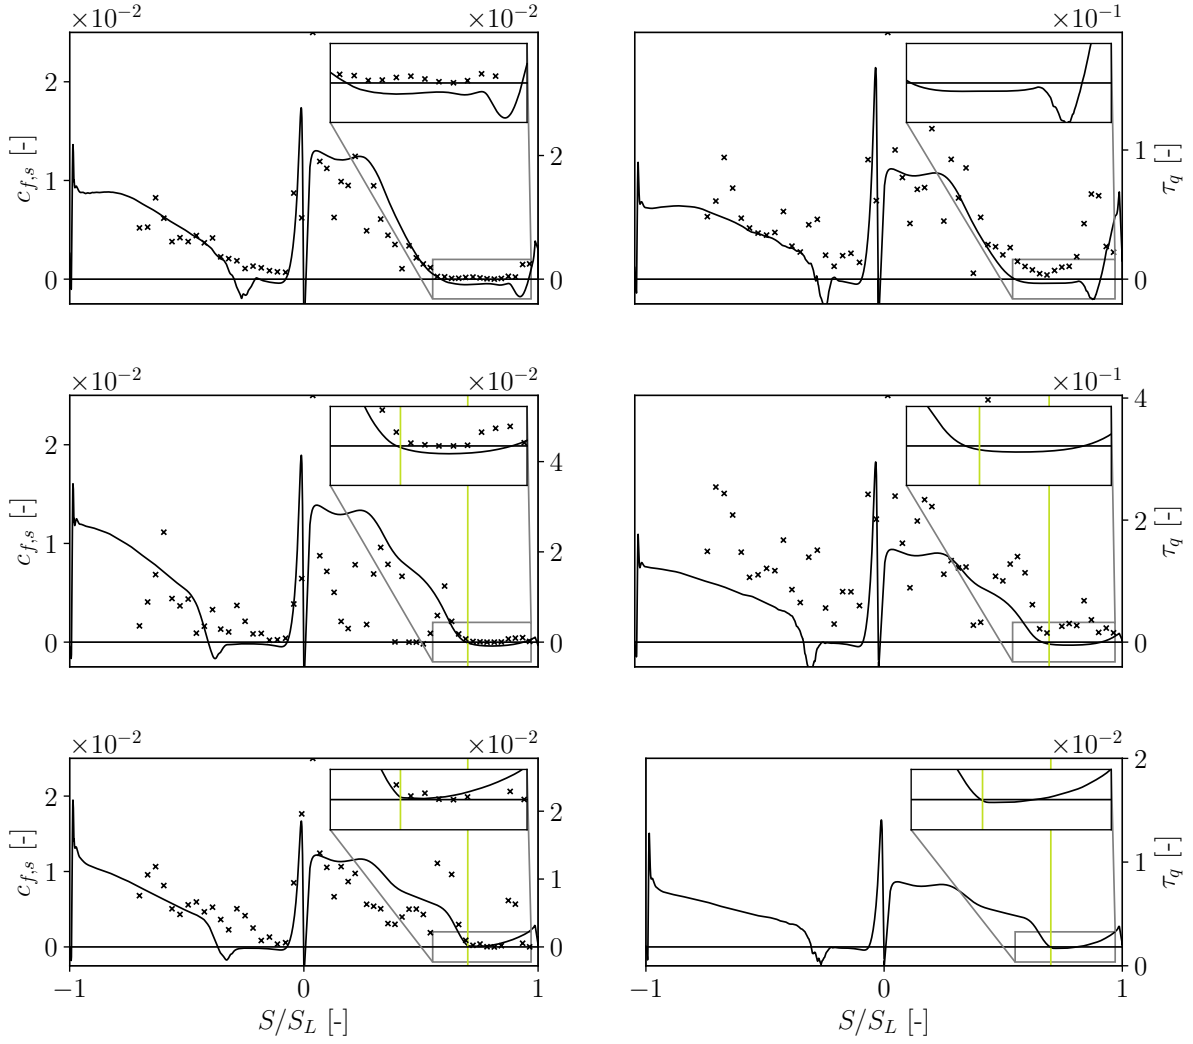 ×10⁻² ×10⁻² ×10⁻¹
2
c_{f,s} [-]
1
0
2
0
1
τ_q [-]
0
×10⁻² ×10⁻² ×10⁻¹
2
c_{f,s} [-]
1
0
4
2
0
4
2
τ_q [-]
0
×10⁻² ×10⁻² ×10⁻²
2
c_{f,s} [-]
1
0
2
1
0
2
1
τ_q [-]
0
−1 0 1 −1 0 1
S/S_L [-] S/S_L [-]